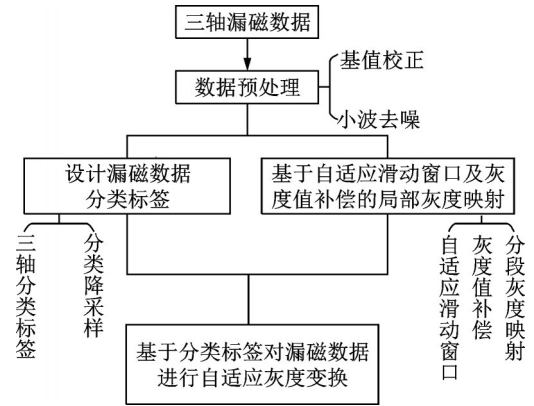 三轴漏磁数据
数据预处理
基值校正
小波去噪
设计漏磁数据
分类标签
基于自适应滑动窗口及灰
度值补偿的局部灰度映射
三轴分类标签
分类降采样
自适应滑动窗口
灰度值补偿
分段灰度映射
基于分类标签对漏磁数据
进行自适应灰度变换